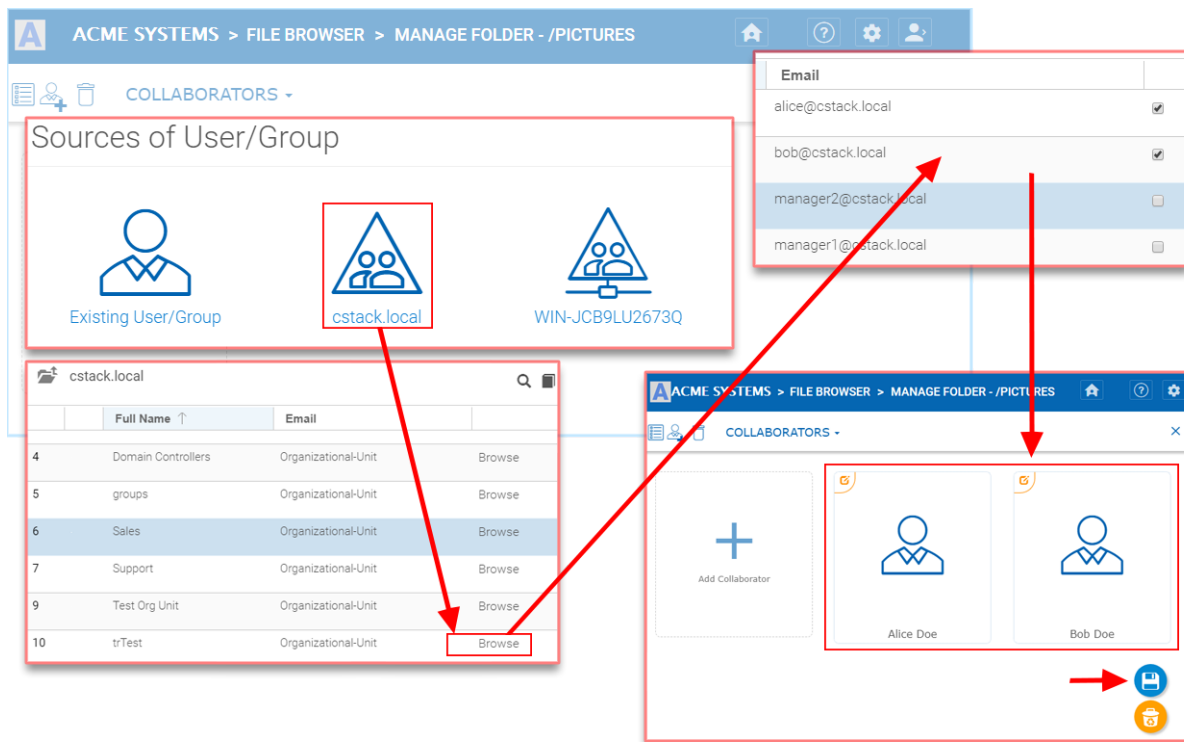 A ACME SYSTEMS > FILE BROWSER > MANAGE FOLDER - /PICTURES
COLLABORATORS
Sources of User/Group
Existing User/Group
cstack.local
WIN-JCB9LU2673Q
Email
alice@cstack.local
bob@cstack.local
manager2@cstack.local
manager1@cstack.local
cstack.local
Full Name ↑ Email
4 Domain Controllers Organizational-Unit Browse
5 groups Organizational-Unit Browse
6 Sales Organizational-Unit Browse
7 Support Organizational-Unit Browse
9 Test Org Unit Organizational-Unit Browse
10 trTest Organizational-Unit Browse
A ACME SYSTEMS > FILE BROWSER > MANAGE FOLDER - /PICTURES
COLLABORATORS
Add Collaborator
Alice Doe
Bob Doe